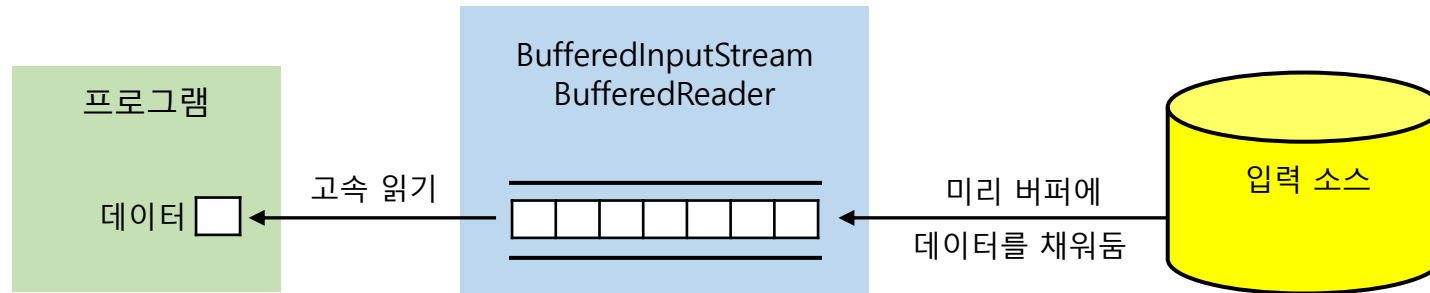 프로그램
데이터
고속 읽기
BufferedInputStream
BufferedReader
미리 버퍼에
데이터를 채워둠
입력 소스